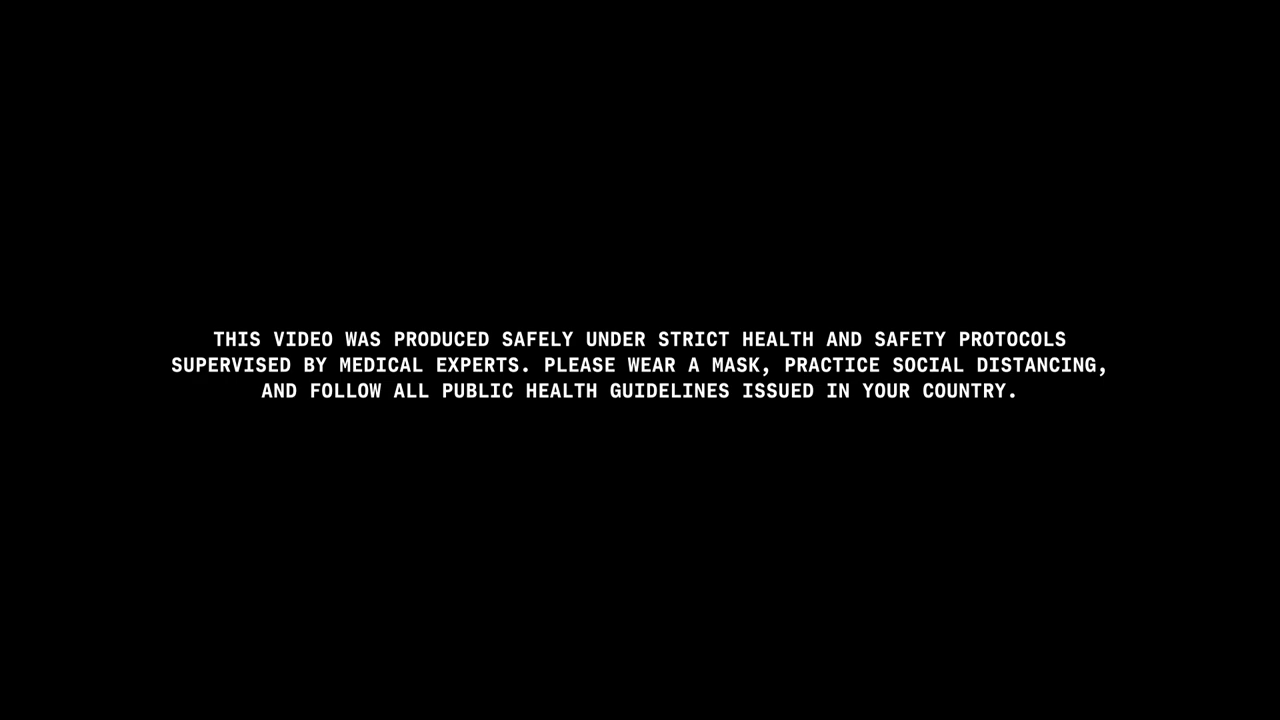 THIS VIDEO WAS PRODUCED SAFELY UNDER STRICT HEALTH AND SAFETY PROTOCOLS
SUPERVISED BY MEDICAL EXPERTS. PLEASE WEAR A MASK, PRACTICE SOCIAL DISTANCING,
AND FOLLOW ALL PUBLIC HEALTH GUIDELINES ISSUED IN YOUR COUNTRY.